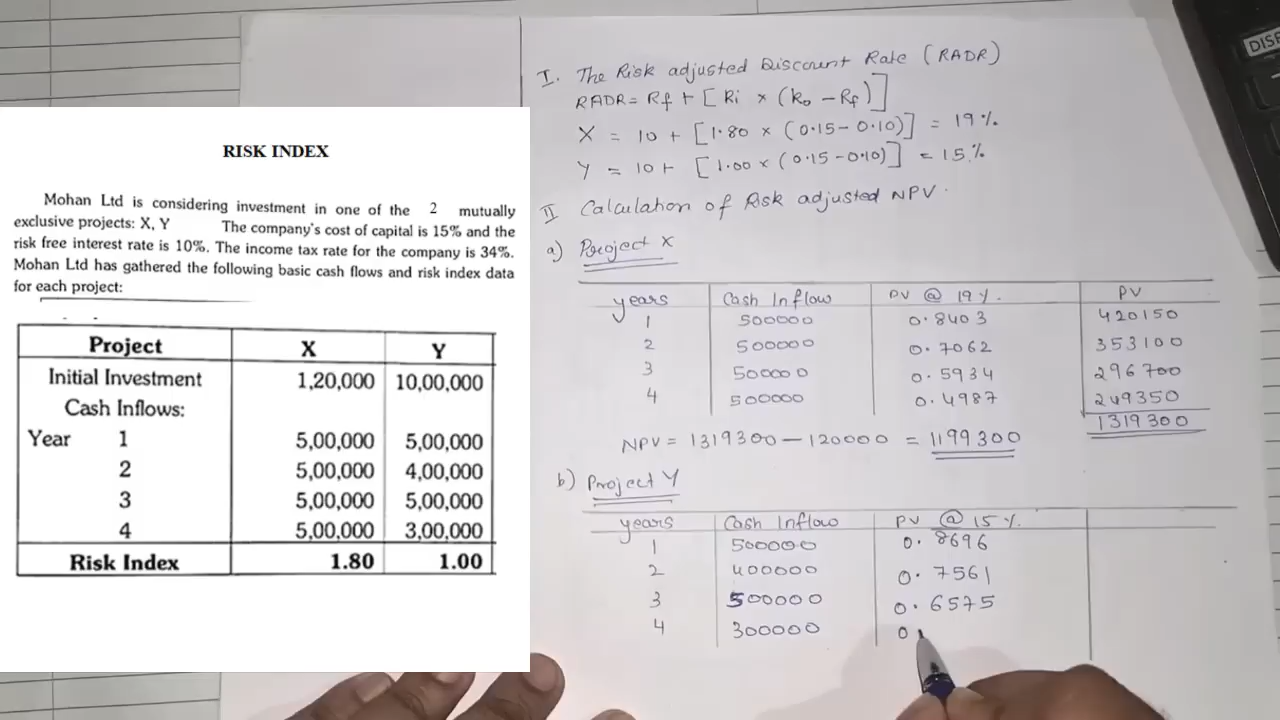 RISK INDEX
Mohan Ltd is considering investment in one of the 2 mutually
exclusive projects: X, Y The company's cost of capital is 15% and the
risk free interest rate is 10%. The income tax rate for the company is 34%.
Mohan Ltd has gathered the following basic cash flows and risk index data
for each project:
Project X Y
Initial Investment 1,20,000 10,00,000
Cash Inflows:
Year 1 5,00,000 5,00,000
2 5,00,000 4,00,000
3 5,00,000 5,00,000
4 5,00,000 3,00,000
Risk Index 1.80 1.00
I. The Risk adjusted Discount Rate (RADR)
RADR = Rf + [Ri × (ko - Rf)]
X = 10 + [1.80 × (0.15 - 0.10)] = 19%
Y = 10 + [1.00 × (0.15 - 0.10)] = 15%
II Calculation of Risk adjusted NPV.
a) Project X
years Cash Inflow PV @ 19%. PV
1 500000 0.8403 420150
2 500000 0.7062 353100
3 500000 0.5934 296700
4 500000 0.4987 249350
1319300
NPV = 1319300 - 120000 = 1199300
b) Project Y
years Cash Inflow PV @ 15%.
1 500000 0.8696
2 400000 0.7561
3 500000 0.6575
4 300000 0.